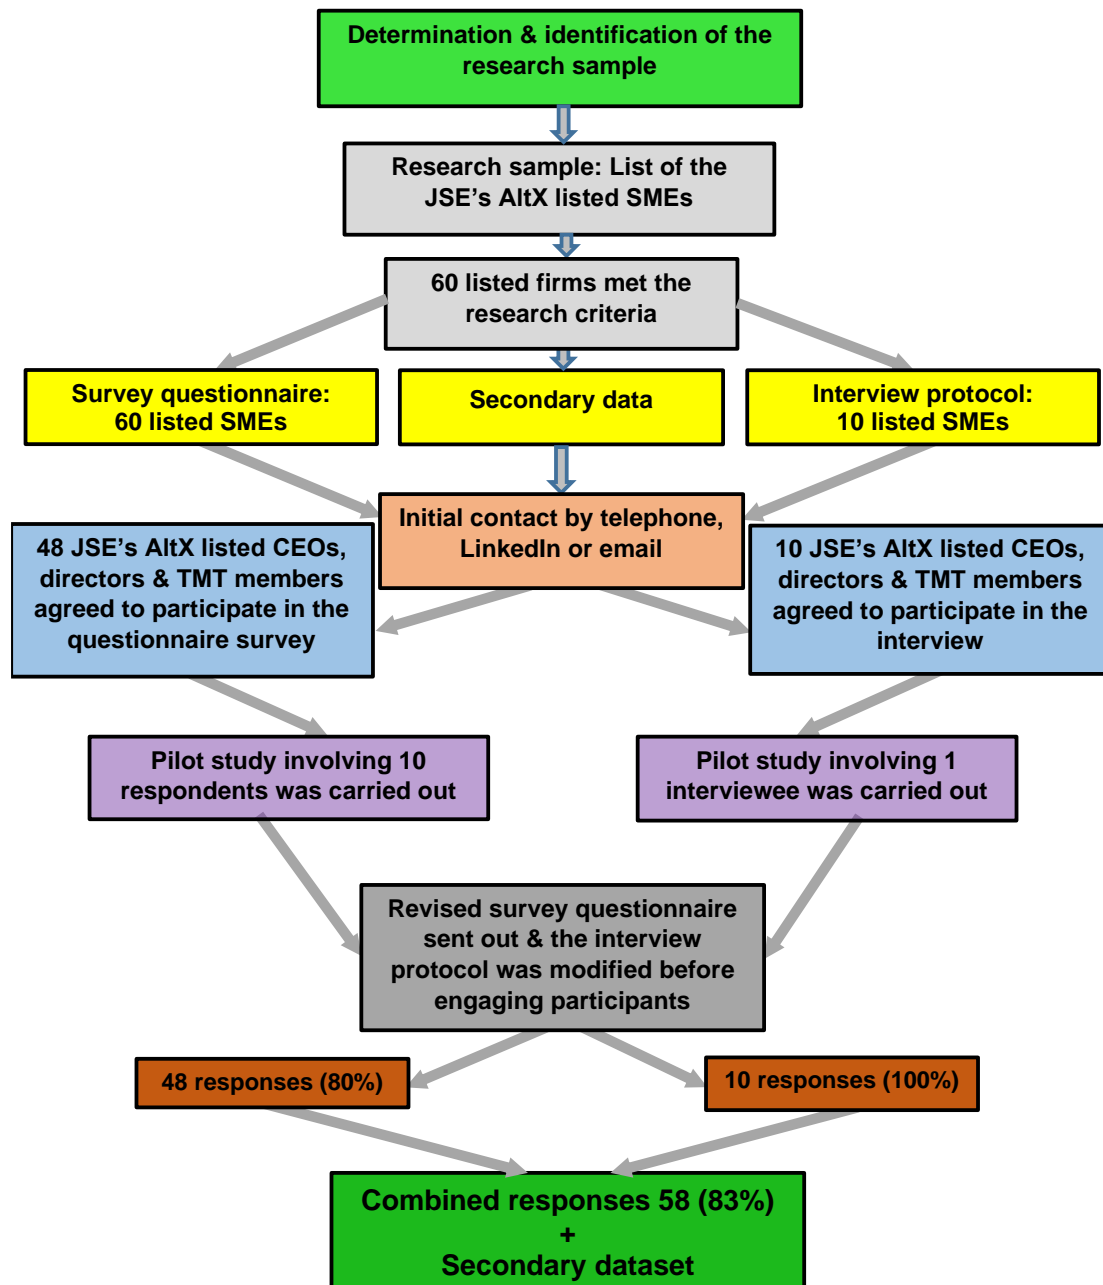 Determination & identification of the
research sample
Research sample: List of the
JSE's AltX listed SMEs
60 listed firms met the
research criteria
Survey questionnaire:
60 listed SMEs
Secondary data
Interview protocol:
10 listed SMEs
Initial contact by telephone,
LinkedIn or email
48 JSE's AltX listed CEOs,
directors & TMT members
agreed to participate in the
questionnaire survey
10 JSE's AltX listed CEOs,
directors & TMT members
agreed to participate in the
interview
Pilot study involving 10
respondents was carried out
Pilot study involving 1
interviewee was carried out
Revised survey questionnaire
sent out & the interview
protocol was modified before
engaging participants
48 responses (80%)
10 responses (100%)
Combined responses 58 (83%)
+
Secondary dataset